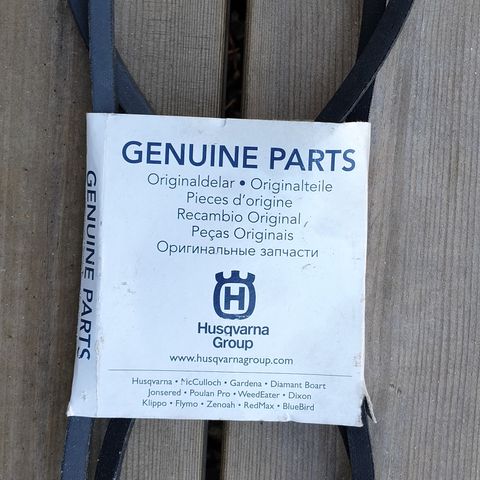 GENUINE PARTS
Originaldelar • Originalteile
Pieces d'origine
Recambio Original
Peças Originais
Оригинальные запчасти
H
Husqvarna
Group
www.husqvarnagroup.com
Husqvarna • McCulloch • Gardena • Diamant Boart
Jonsered • Poulan Pro • WeedEater • Dixon
Klippo • Flymo • Zenoah • RedMax • BlueBird
GENUINE PARTS